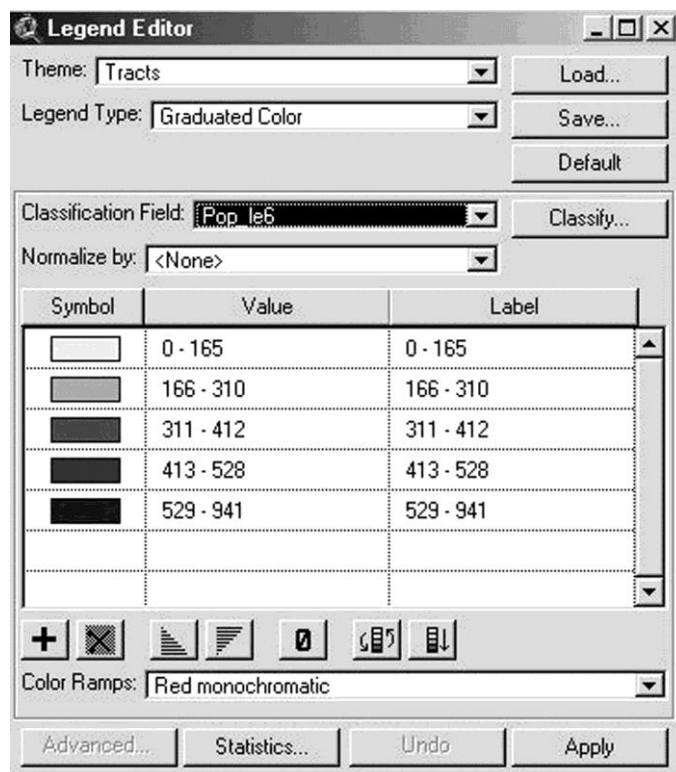 Legend Editor
Theme: Tracts
Load...
Legend Type: Graduated Color
Save...
Default
Classification Field: Pop_le6
Classify...
Normalize by: <None>
Symbol Value Label
0 - 165 0 - 165
166 - 310 166 - 310
311 - 412 311 - 412
413 - 528 413 - 528
529 - 941 529 - 941
Color Ramps: Red monochromatic
Advanced... Statistics... Undo Apply